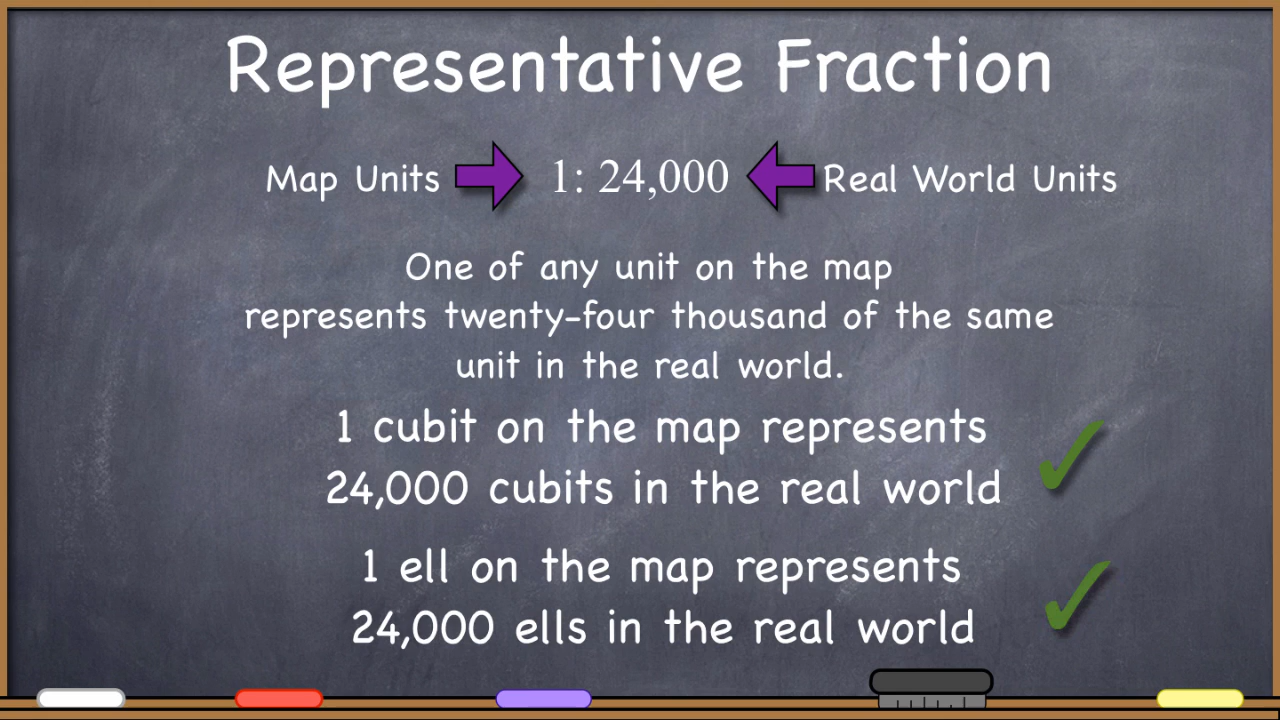 Representative Fraction
Map Units 1: 24,000 Real World Units
One of any unit on the map
represents twenty-four thousand of the same
unit in the real world.
1 cubit on the map represents
24,000 cubits in the real world
1 ell on the map represents
24,000 ells in the real world